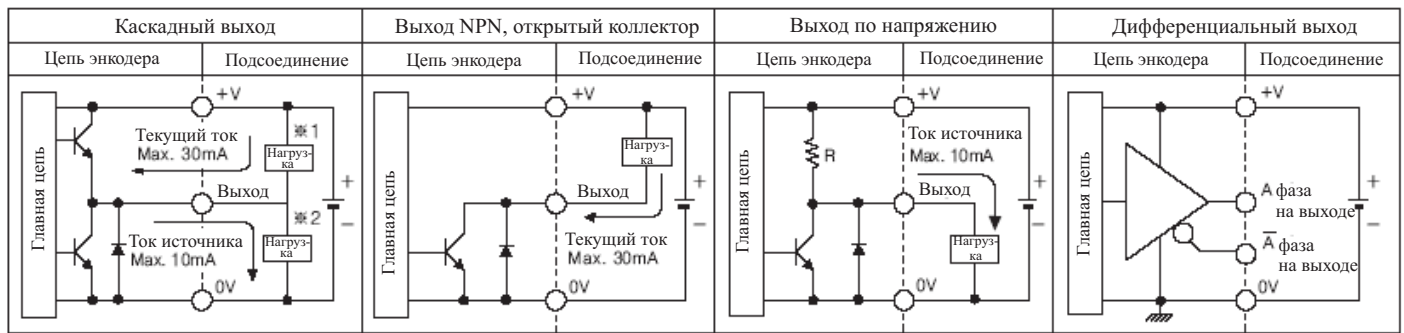 Каскадный выход
Цепь энкодера
Подсоединение
Главная цепь
+V
Текущий ток
Max. 30mA
※1
Нагруз-
ка
Выход
※2
Ток источника
Max. 10mA
Нагруз-
ка
0V
+
−
Выход NPN, открытый коллектор
Цепь энкодера
Подсоединение
Главная цепь
+V
Нагруз-
ка
Выход
Текущий ток
Max. 30mA
0V
+
−
Выход по напряжению
Цепь энкодера
Подсоединение
Главная цепь
+V
R
Ток источника
Max. 10mA
Выход
Нагруз-
ка
0V
+
−
Дифференциальный выход
Цепь энкодера
Подсоединение
Главная цепь
+V
A фаза
на выходе
A̅ фаза
на выходе
0V
+
−